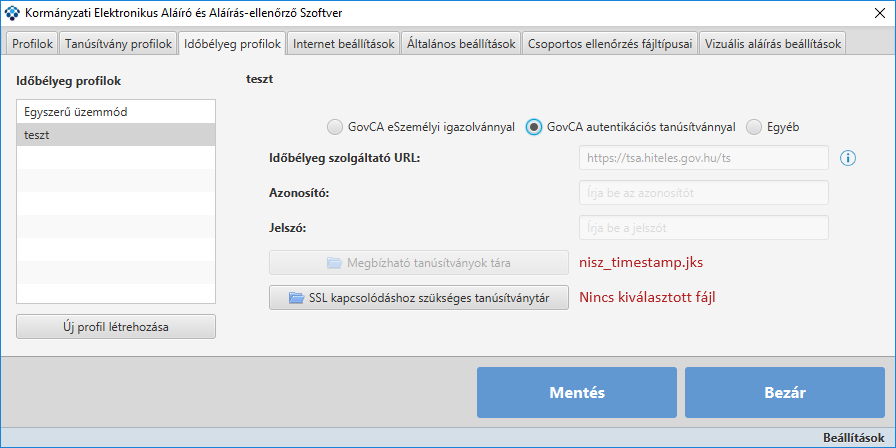 Kormányzati Elektronikus Aláíró és Aláírás-ellenőrző Szoftver
Profilok
Tanúsítvány profilok
Időbélyeg profilok
Internet beállítások
Általános beállítások
Csoportos ellenőrzés fájltípusai
Vizuális aláírás beállítások
Időbélyeg profilok
Egyszerű üzemmód
teszt
Új profil létrehozása
teszt
GovCA eSzemélyi igazolvánnyal
GovCA autentikációs tanúsítvánnyal
Egyéb
Időbélyeg szolgáltató URL:
https://tsa.hiteles.gov.hu/ts
Azonosító:
Írja be az azonosítót
Jelszó:
Írja be a jelszót
Megbízható tanúsítványok tára
nisz_timestamp.jks
SSL kapcsolódáshoz szükséges tanúsítványtár
Nincs kiválasztott fájl
Mentés
Bezár
Beállítások